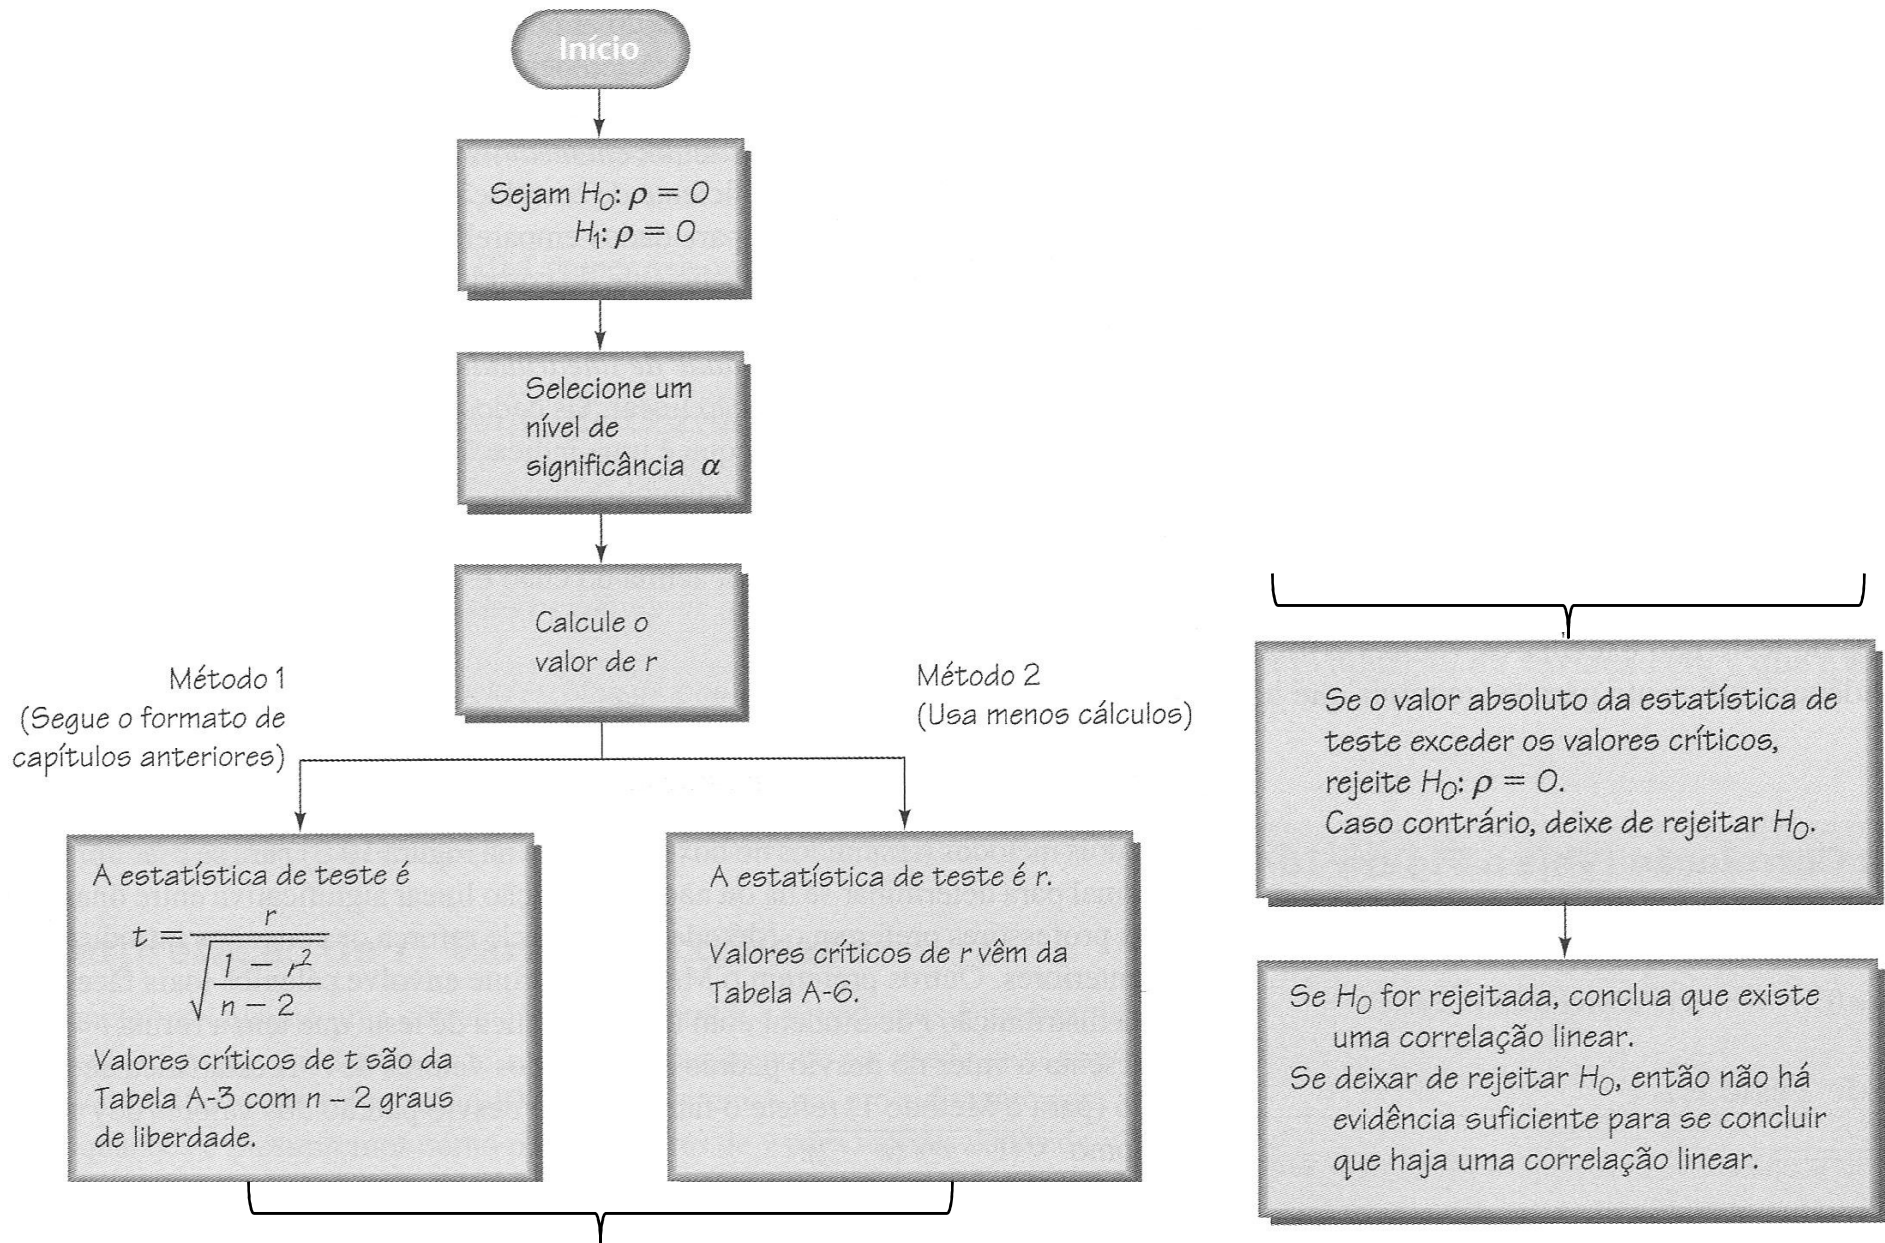 Início
Sejam H₀: ρ = 0
H₁: ρ = 0
Selecione um
nível de
significância α
Calcule o
valor de r
Método 1
(Segue o formato de
capítulos anteriores)
Método 2
(Usa menos cálculos)
A estatística de teste é
t = r / √((1 − r²)/(n − 2))
Valores críticos de t são da
Tabela A-3 com n – 2 graus
de liberdade.
A estatística de teste é r.
Valores críticos de r vêm da
Tabela A-6.
Se o valor absoluto da estatística de
teste exceder os valores críticos,
rejeite H₀: ρ = 0.
Caso contrário, deixe de rejeitar H₀.
Se H₀ for rejeitada, conclua que existe
uma correlação linear.
Se deixar de rejeitar H₀, então não há
evidência suficiente para se concluir
que haja uma correlação linear.